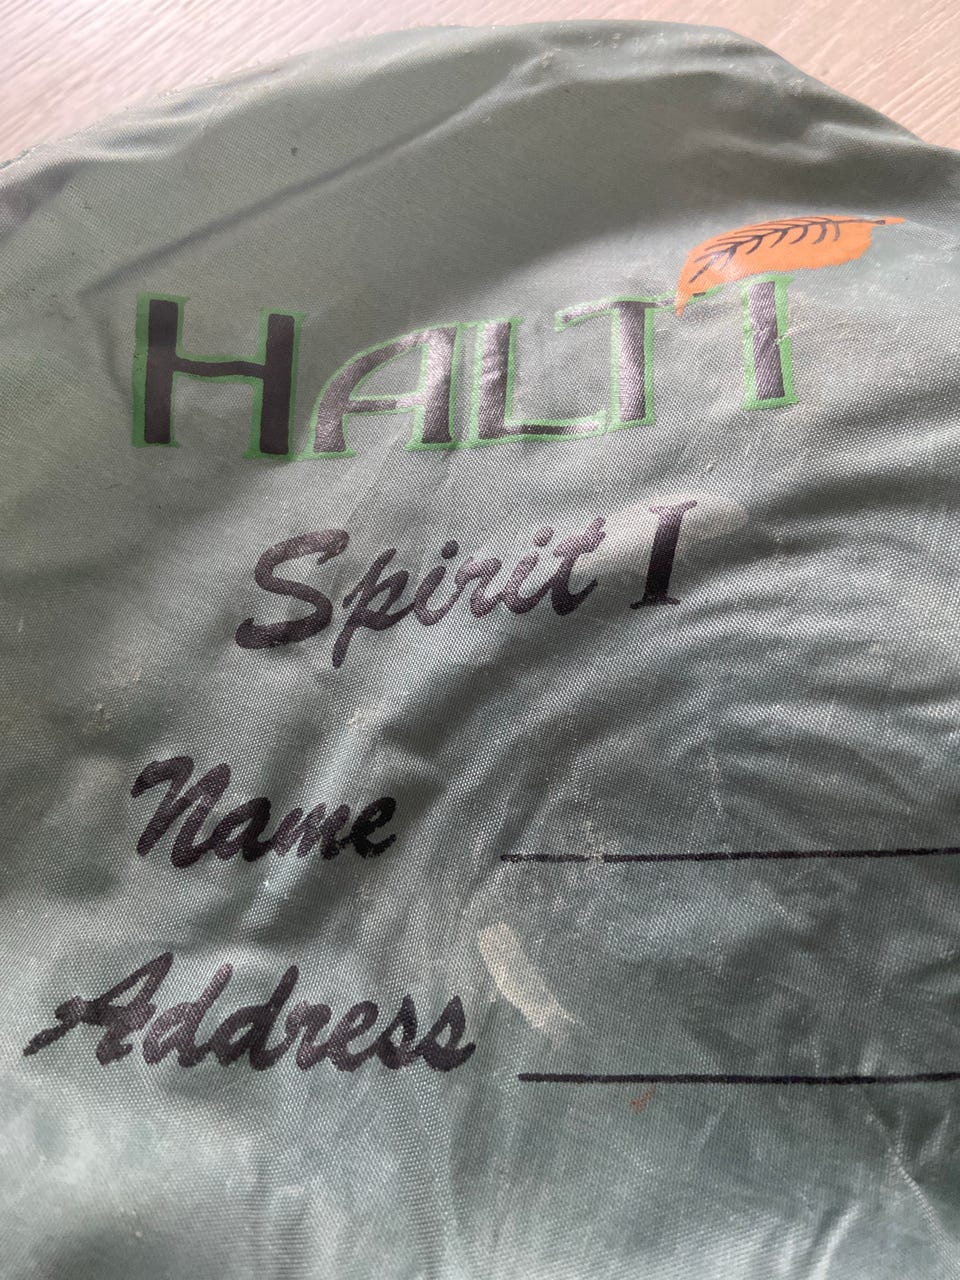 HALTI
Spirit I
Name
Address